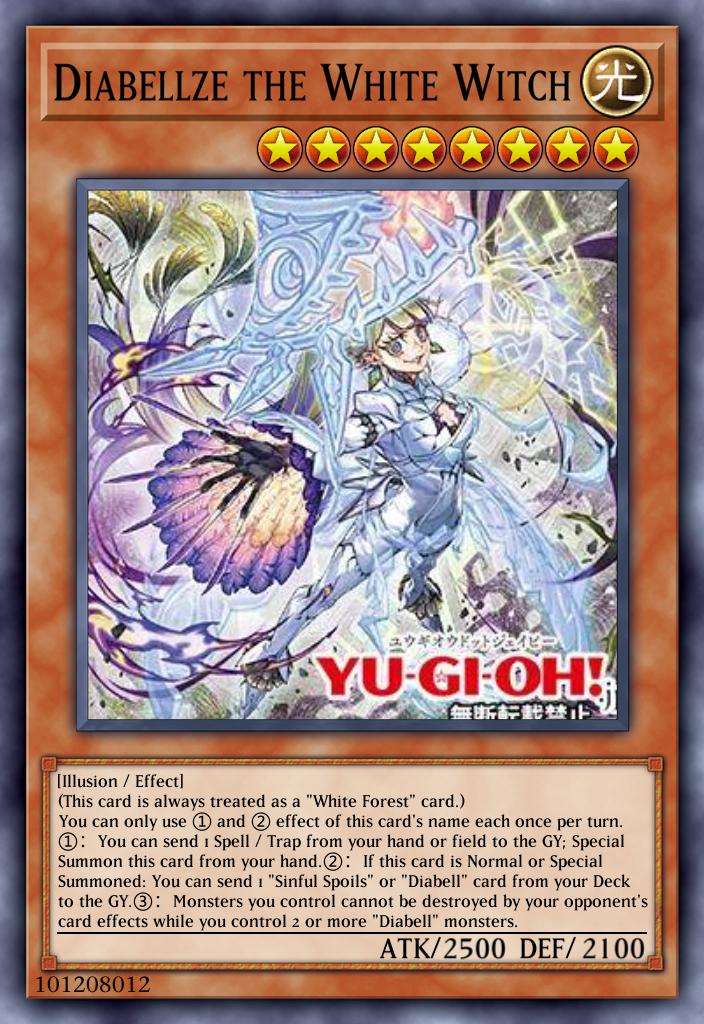 DIABELLZE THE WHITE WITCH
光
ユウギオウドットジェイピー
YU-GI-OH!
無断転載禁止
[Illusion / Effect]
(This card is always treated as a "White Forest" card.)
You can only use ① and ② effect of this card's name each once per turn.
①：You can send 1 Spell / Trap from your hand or field to the GY; Special
Summon this card from your hand.②：If this card is Normal or Special
Summoned: You can send 1 "Sinful Spoils" or "Diabell" card from your Deck
to the GY.③：Monsters you control cannot be destroyed by your opponent's
card effects while you control 2 or more "Diabell" monsters.
ATK/2500 DEF/2100
101208012